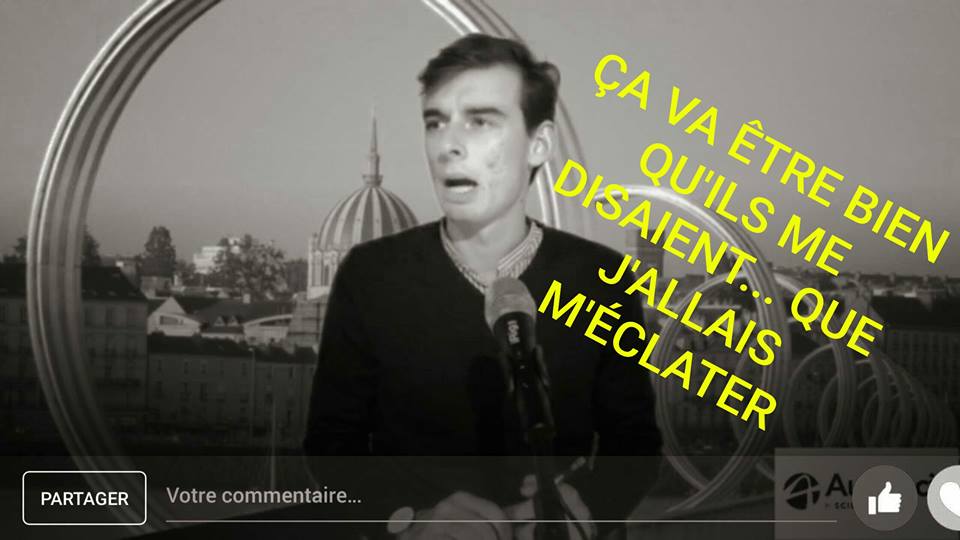 ÇA VA ÊTRE BIEN
QU'ILS ME
DISAIENT... QUE
J'ALLAIS
M'ÉCLATER
PARTAGER
Votre commentaire...